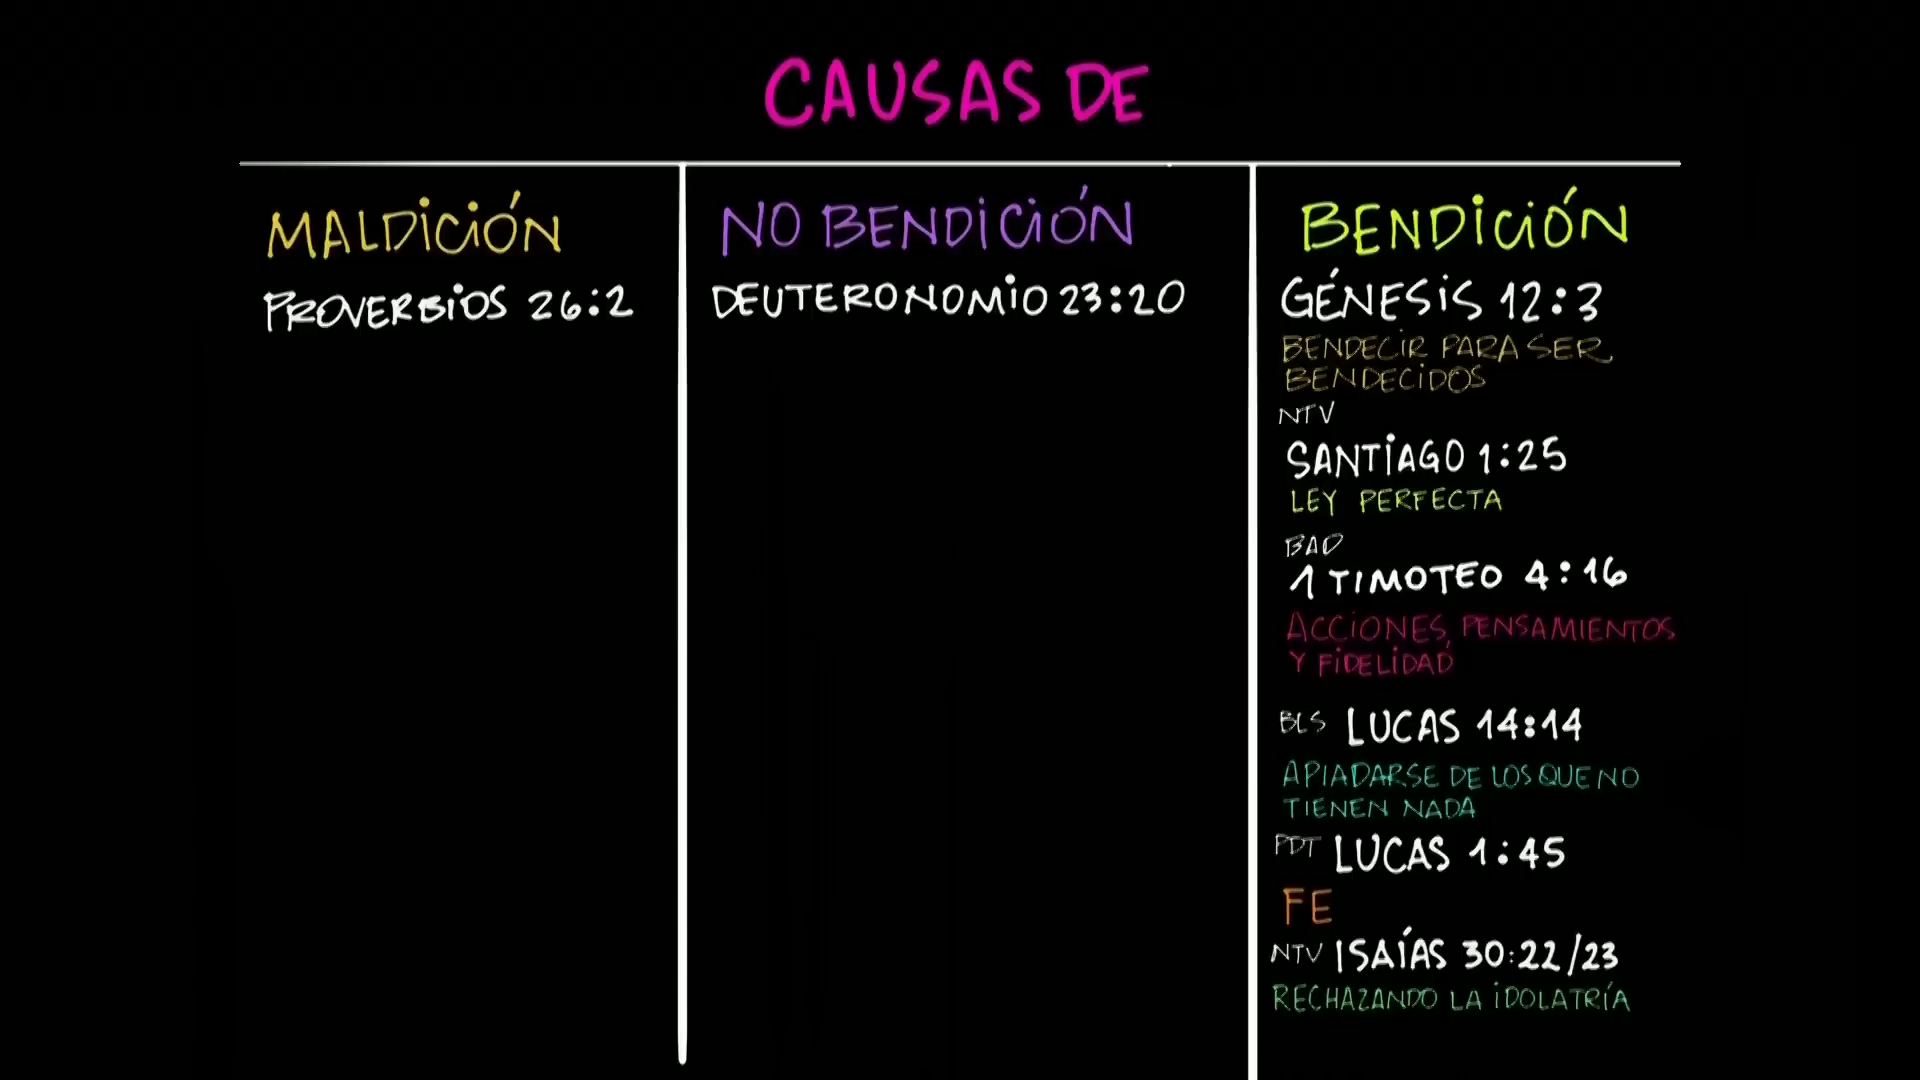 CAUSAS DE
MALDICIÓN
PROVERBIOS 26:2
NO BENDICIÓN
DEUTERONOMIO 23:20
BENDICIÓN
GÉNESIS 12:3
BENDECIR PARA SER
BENDECIDOS
NTV
SANTIAGO 1:25
LEY PERFECTA
BAD
1 TIMOTEO 4:16
ACCIONES, PENSAMIENTOS
Y FIDELIDAD
BLS LUCAS 14:14
APIADARSE DE LOS QUE NO
TIENEN NADA
PDT LUCAS 1:45
FE
NTV ISAÍAS 30:22/23
RECHAZANDO LA IDOLATRÍA